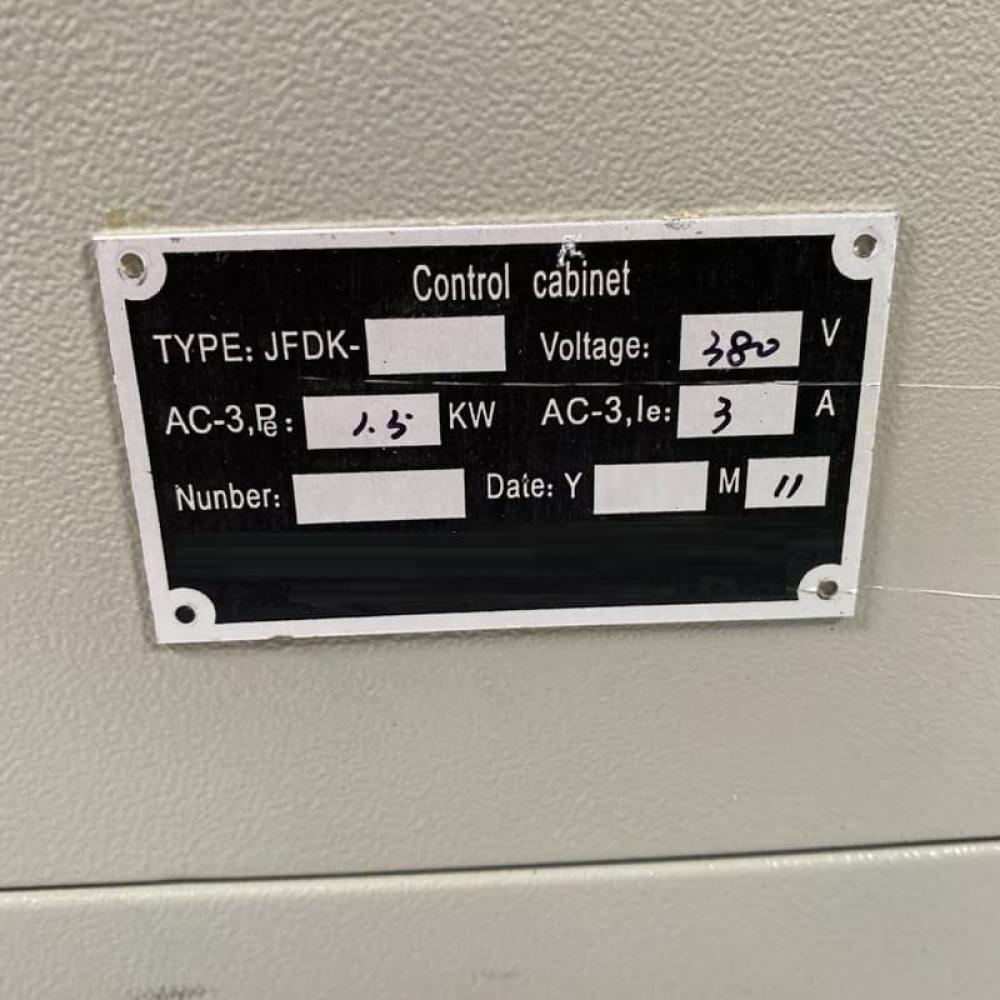 Control cabinet
TYPE: JFDK- Voltage: 380 V
AC-3,Pe: 1.5 KW AC-3,Ie: 3 A
Nunber: Date: Y M 11